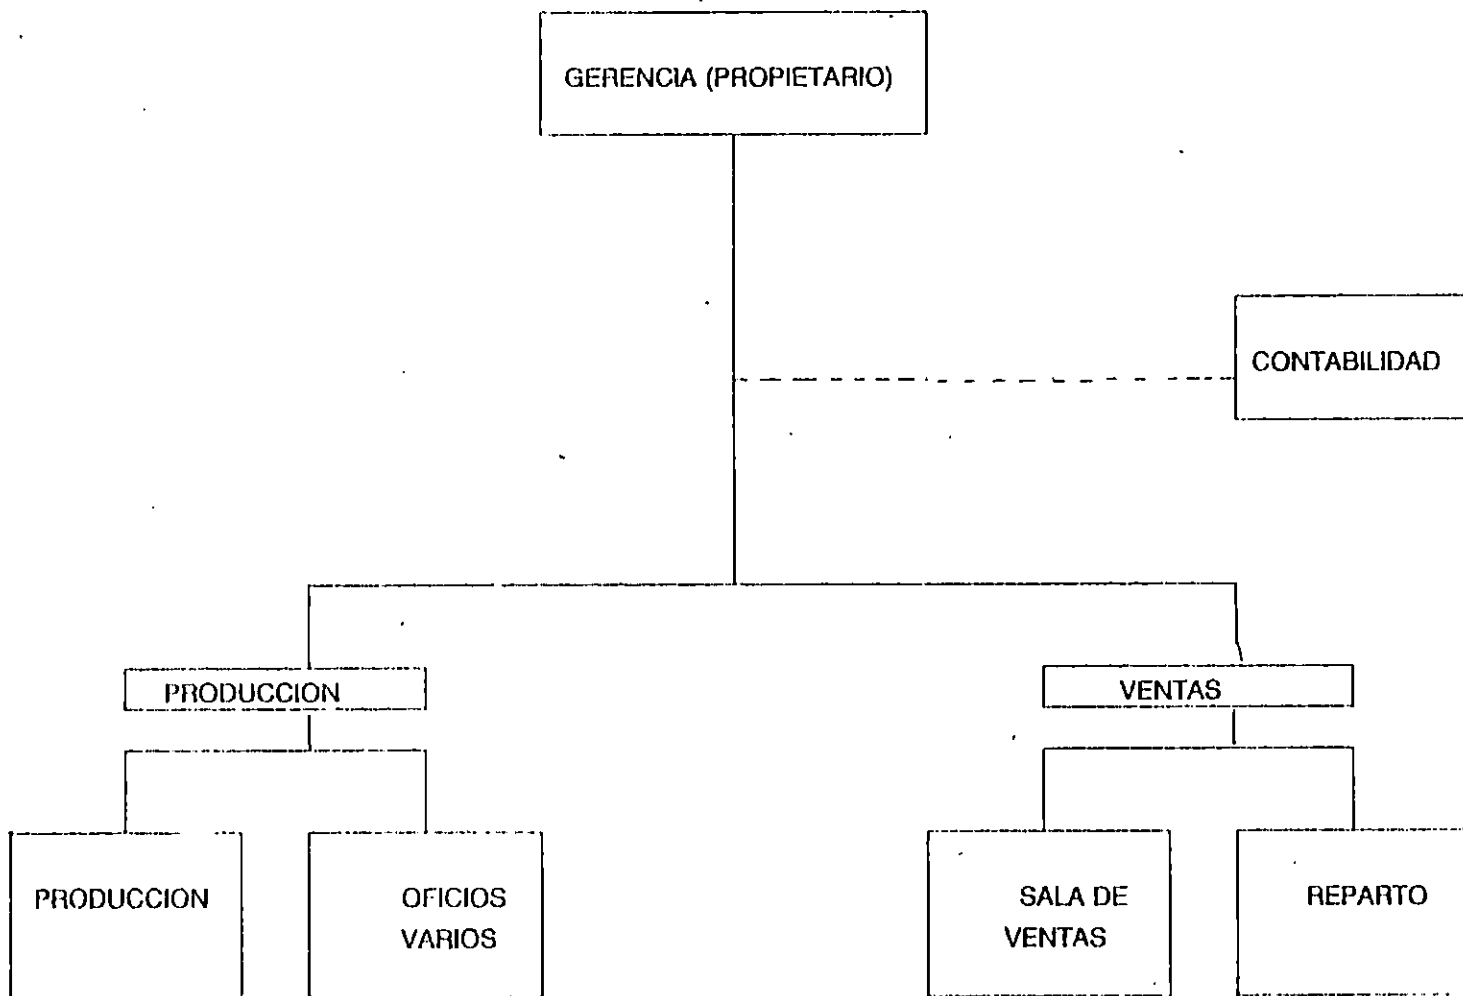 GERENCIA (PROPIETARIO)
CONTABILIDAD
PRODUCCION
VENTAS
PRODUCCION
OFICIOS
VARIOS
SALA DE
VENTAS
REPARTO